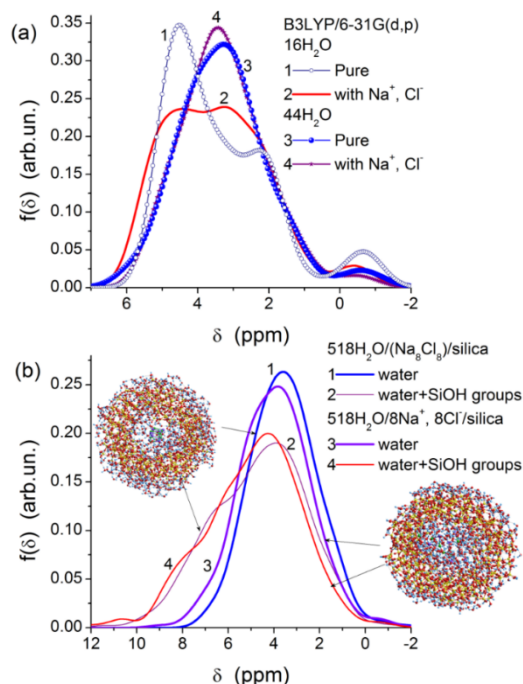 (a)
B3LYP/6-31G(d,p)
16H₂O
1 Pure
2 with Na⁺, Cl⁻
44H₂O
3 Pure
4 with Na⁺, Cl⁻
1
4
3
2
f(δ) (arb.un.)
0.35
0.30
0.25
0.20
0.15
0.10
0.05
0.00
6 4 2 0 -2
δ (ppm)
(b)
518H₂O/(Na₈Cl₈)/silica
1 water
2 water+SiOH groups
518H₂O/8Na⁺, 8Cl⁻/silica
3 water
4 water+SiOH groups
1
2
4
3
f(δ) (arb.un.)
0.25
0.20
0.15
0.10
0.05
0.00
12 10 8 6 4 2 0 -2
δ (ppm)